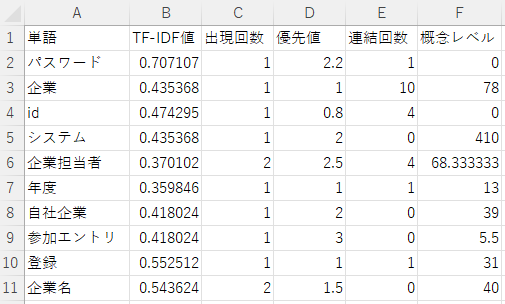 A B C D E F
1 単語 TF-IDF値 出現回数 優先値 連結回数 概念レベル
2 パスワード 0.707107 1 2.2 1 0
3 企業 0.435368 1 1 10 78
4 id 0.474295 1 0.8 4 0
5 システム 0.435368 1 2 0 410
6 企業担当者 0.370102 2 2.5 4 68.333333
7 年度 0.359846 1 1 1 13
8 自社企業 0.418024 1 2 0 39
9 参加エントリ 0.418024 1 3 0 5.5
10 登録 0.552512 1 1 1 31
11 企業名 0.543624 2 1.5 0 40